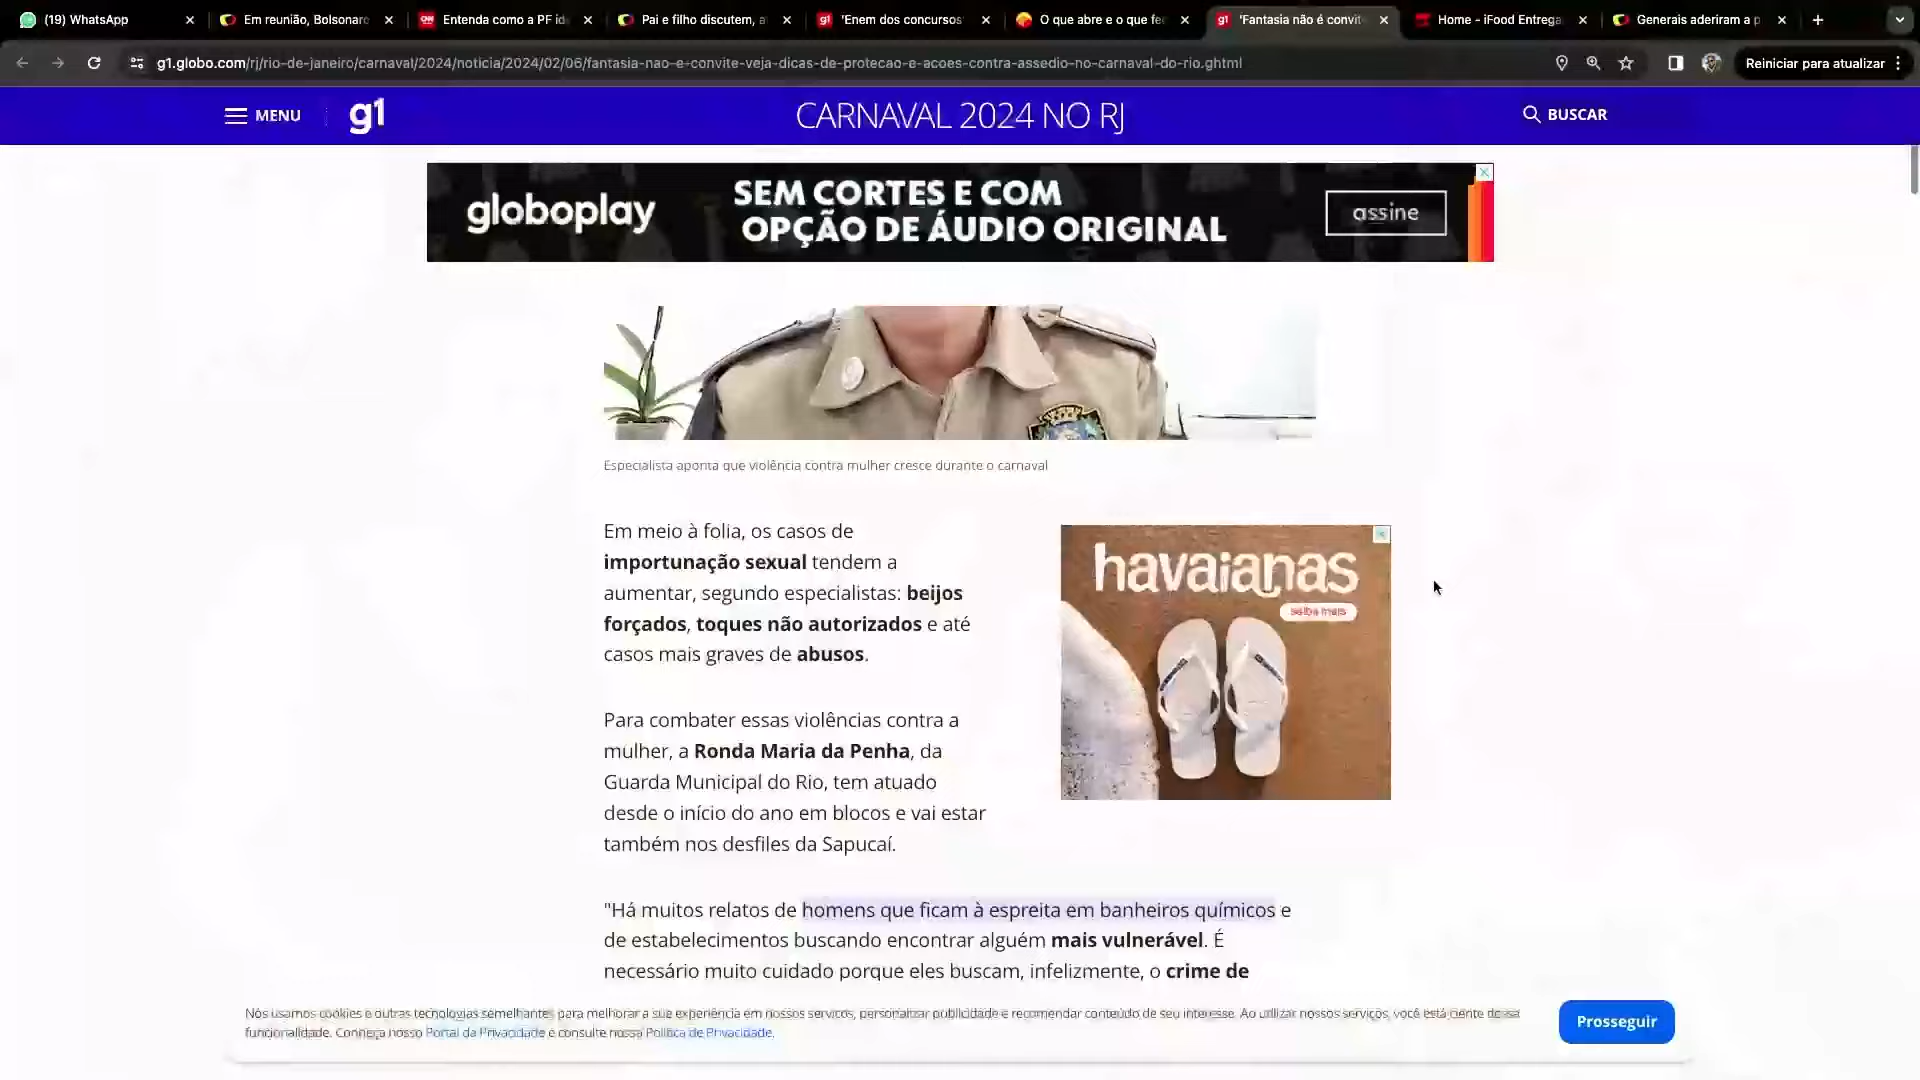 (19) WhatsApp
Em reunião, Bolsonaro
Entenda como a PF id
Pai e filho discutem, a
'Enem dos concursos'
O que abre e o que fe
'Fantasia não é convit
Home - iFood Entrega
Generais aderiram a p
g1.globo.com/rj/rio-de-janeiro/carnaval/2024/noticia/2024/02/06/fantasia-nao-e-convite-veja-dicas-de-protecao-e-acoes-contra-assedio-no-carnaval-do-rio.ghtml
Reiniciar para atualizar
MENU
g1
CARNAVAL 2024 NO RJ
BUSCAR
globoplay
SEM CORTES E COM
OPÇÃO DE ÁUDIO ORIGINAL
assine
Especialista aponta que violência contra mulher cresce durante o carnaval
Em meio à folia, os casos de
importunação sexual tendem a
aumentar, segundo especialistas: beijos
forçados, toques não autorizados e até
casos mais graves de abusos.
havaianas
saiba mais
Para combater essas violências contra a
mulher, a Ronda Maria da Penha, da
Guarda Municipal do Rio, tem atuado
desde o início do ano em blocos e vai estar
também nos desfiles da Sapucaí.
"Há muitos relatos de homens que ficam à espreita em banheiros químicos e
de estabelecimentos buscando encontrar alguém mais vulnerável. É
necessário muito cuidado porque eles buscam, infelizmente, o crime de
Nós usamos cookies e outras tecnologias semelhantes para melhorar a sua experiência em nossos serviços, personalizar publicidade e recomendar conteúdo de seu interesse. Ao utilizar nossos serviços, você está ciente dessa
funcionalidade. Conheça nosso Portal da Privacidade e consulte nossa Política de Privacidade.
Prosseguir